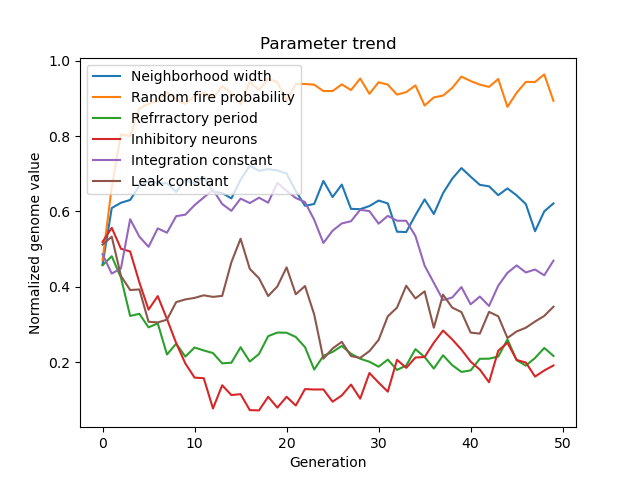 Parameter trend
1.0
0.8
0.6
0.4
0.2
Normalized genome value
Neighborhood width
Random fire probability
Refrractory period
Inhibitory neurons
Integration constant
Leak constant
0
10
20
30
40
50
Generation